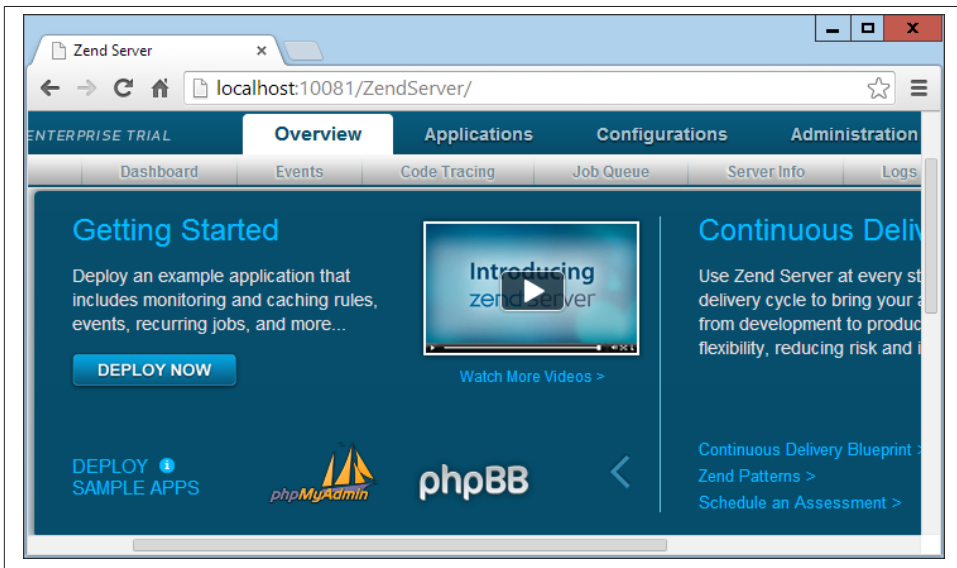 Zend Server
localhost:10081/ZendServer/
ENTERPRISE TRIAL Overview Applications Configurations Administration
Dashboard Events Code Tracing Job Queue Server Info Logs
Getting Started
Deploy an example application that
includes monitoring and caching rules,
events, recurring jobs, and more...
DEPLOY NOW
Introducing
zend Server
Watch More Videos >
DEPLOY
SAMPLE APPS
phpMyAdmin
phpBB
Continuous Deliv
Use Zend Server at every st
delivery cycle to bring your a
from development to produc
flexibility, reducing risk and i
Continuous Delivery Blueprint >
Zend Patterns >
Schedule an Assessment >